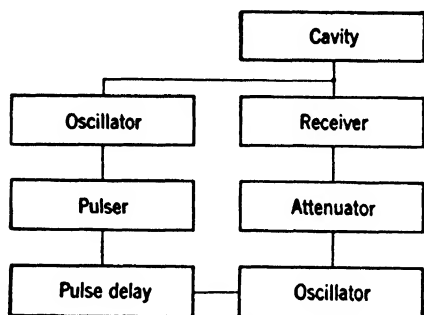 Cavity
Oscillator
Receiver
Pulser
Attenuator
Pulse delay
Oscillator